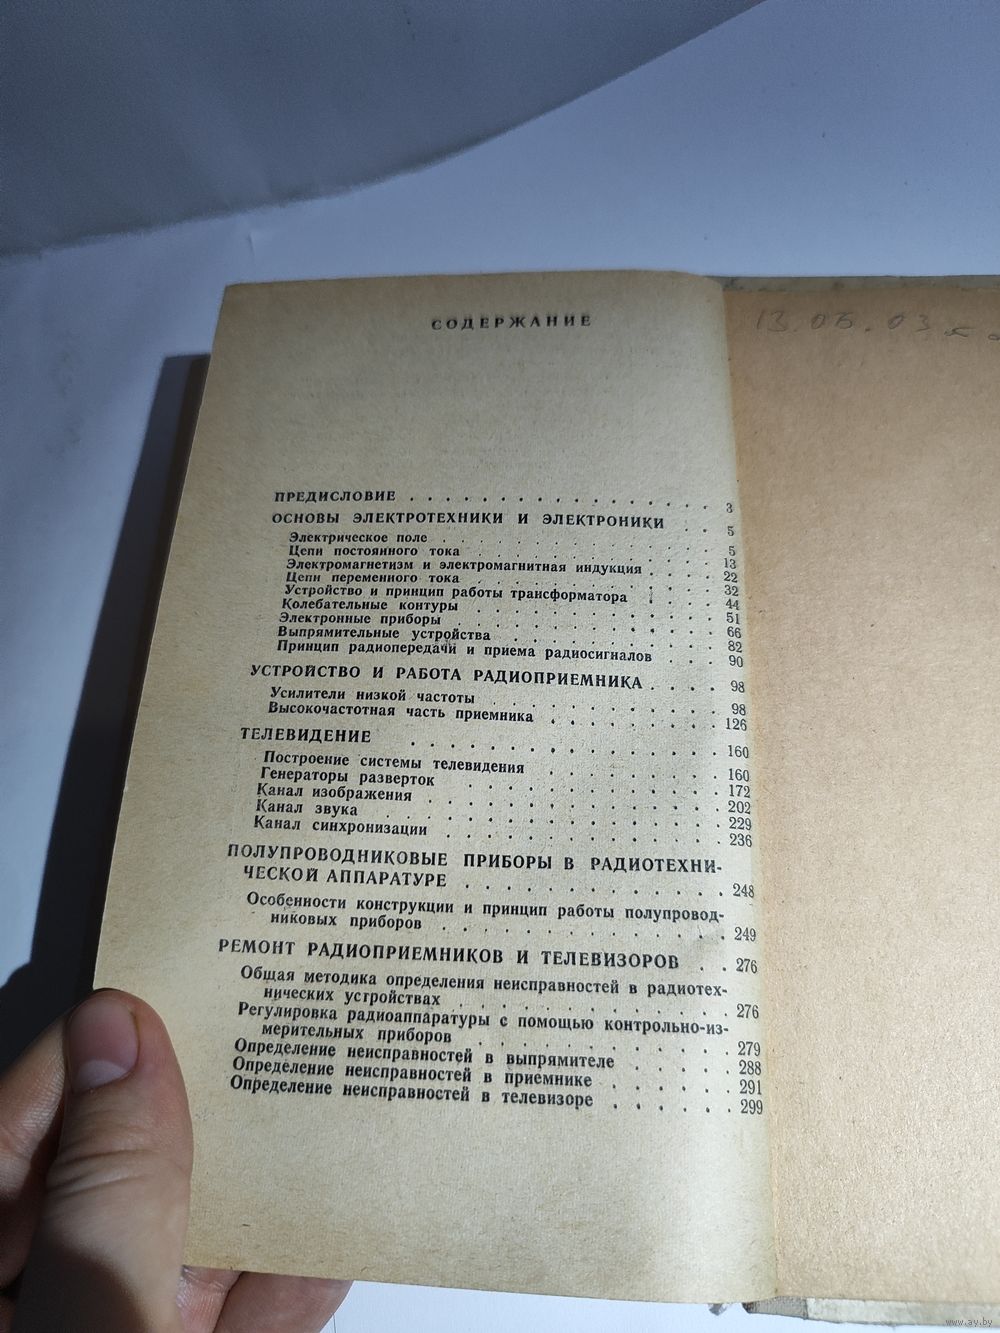 СОДЕРЖАНИЕ
13.05.03
ПРЕДИСЛОВИЕ . . . . . . . . . . . . . . . 3
ОСНОВЫ ЭЛЕКТРОТЕХНИКИ И ЭЛЕКТРОНИКИ . . 5
Электрическое поле . . . . . . . . . . . . . 5
Цепи постоянного тока . . . . . . . . . . . 13
Электромагнетизм и электромагнитная индукция . . . 22
Цепи переменного тока . . . . . . . . . . . 32
Устройство и принцип работы трансформатора . . . 44
Колебательные контуры . . . . . . . . . . . 51
Электронные приборы . . . . . . . . . . . . 66
Выпрямительные устройства . . . . . . . . . 82
Принцип радиопередачи и приема радиосигналов . . . 90
УСТРОЙСТВО И РАБОТА РАДИОПРИЕМНИКА . . . . 98
Усилители низкой частоты . . . . . . . . . . 98
Высокочастотная часть приемника . . . . . . . 126
ТЕЛЕВИДЕНИЕ . . . . . . . . . . . . . 160
Построение системы телевидения . . . . . . . 160
Генераторы разверток . . . . . . . . . . 172
Канал изображения . . . . . . . . . . . 202
Канал звука . . . . . . . . . . . . . 229
Канал синхронизации . . . . . . . . . . 236
ПОЛУПРОВОДНИКОВЫЕ ПРИБОРЫ В РАДИОТЕХНИ-
ЧЕСКОЙ АППАРАТУРЕ . . . . . . . . . . 248
Особенности конструкции и принцип работы полупровод-
никовых приборов . . . . . . . . . . . 249
РЕМОНТ РАДИОПРИЕМНИКОВ И ТЕЛЕВИЗОРОВ . . 276
Общая методика определения неисправностей в радиотех-
нических устройствах . . . . . . . . . . 276
Регулировка радиоаппаратуры с помощью контрольно-из-
мерительных приборов . . . . . . . . . 279
Определение неисправностей в выпрямителе . . . . . 288
Определение неисправностей в приемнике . . . . . . 291
Определение неисправностей в телевизоре . . . . . . 299
www.ay.by